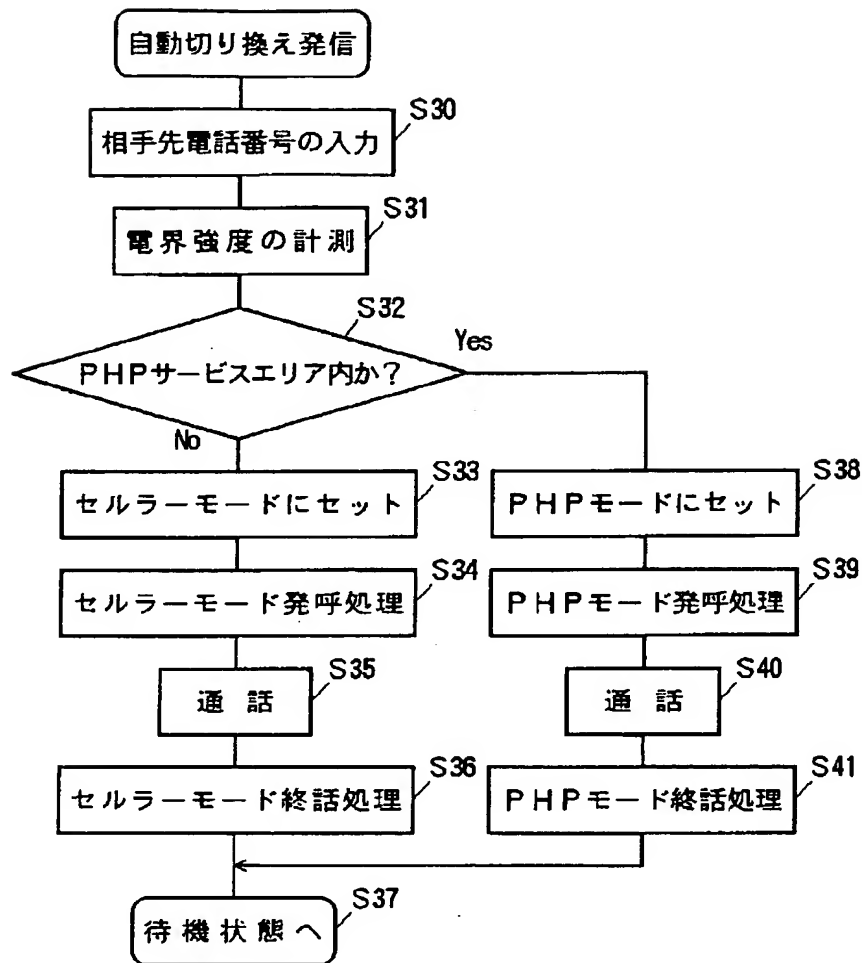 自動切り換え発信
S30
相手先電話番号の入力
S31
電界強度の計測
S32
PHPサービスエリア内か?
Yes
No
S33
セルラーモードにセット
S34
セルラーモード発呼処理
S35
通話
S36
セルラーモード終話処理
S38
PHPモードにセット
S39
PHPモード発呼処理
S40
通話
S41
PHPモード終話処理
S37
待機状態へ